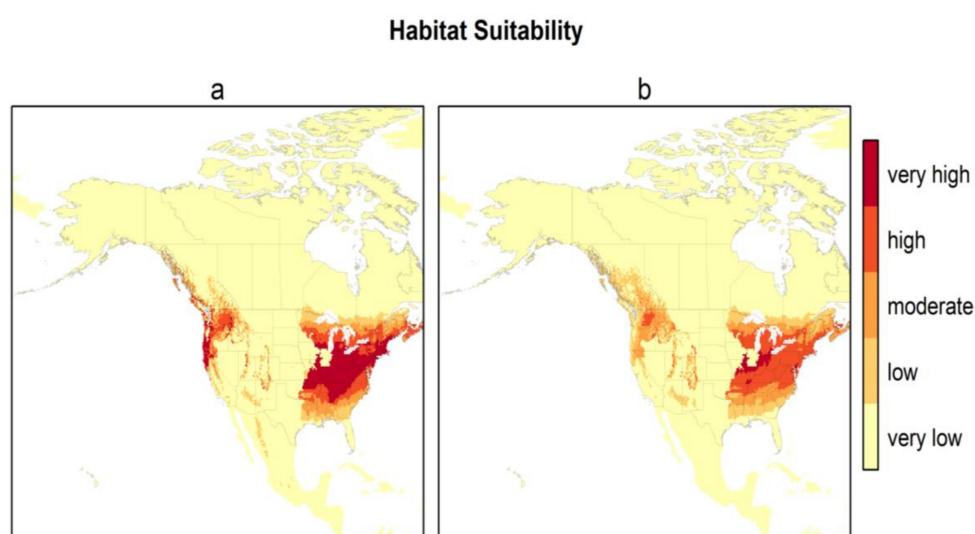 Habitat Suitability
a
b
very high
high
moderate
low
very low